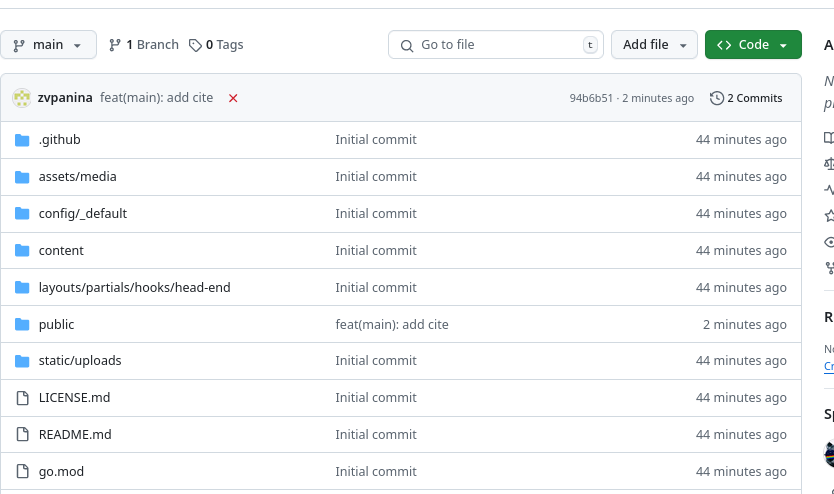 main 1 Branch 0 Tags Go to file t Add file Code
zvpanina feat(main): add cite 94b6b51 · 2 minutes ago 2 Commits
.github Initial commit 44 minutes ago
assets/media Initial commit 44 minutes ago
config/_default Initial commit 44 minutes ago
content Initial commit 44 minutes ago
layouts/partials/hooks/head-end Initial commit 44 minutes ago
public feat(main): add cite 2 minutes ago
static/uploads Initial commit 44 minutes ago
LICENSE.md Initial commit 44 minutes ago
README.md Initial commit 44 minutes ago
go.mod Initial commit 44 minutes ago